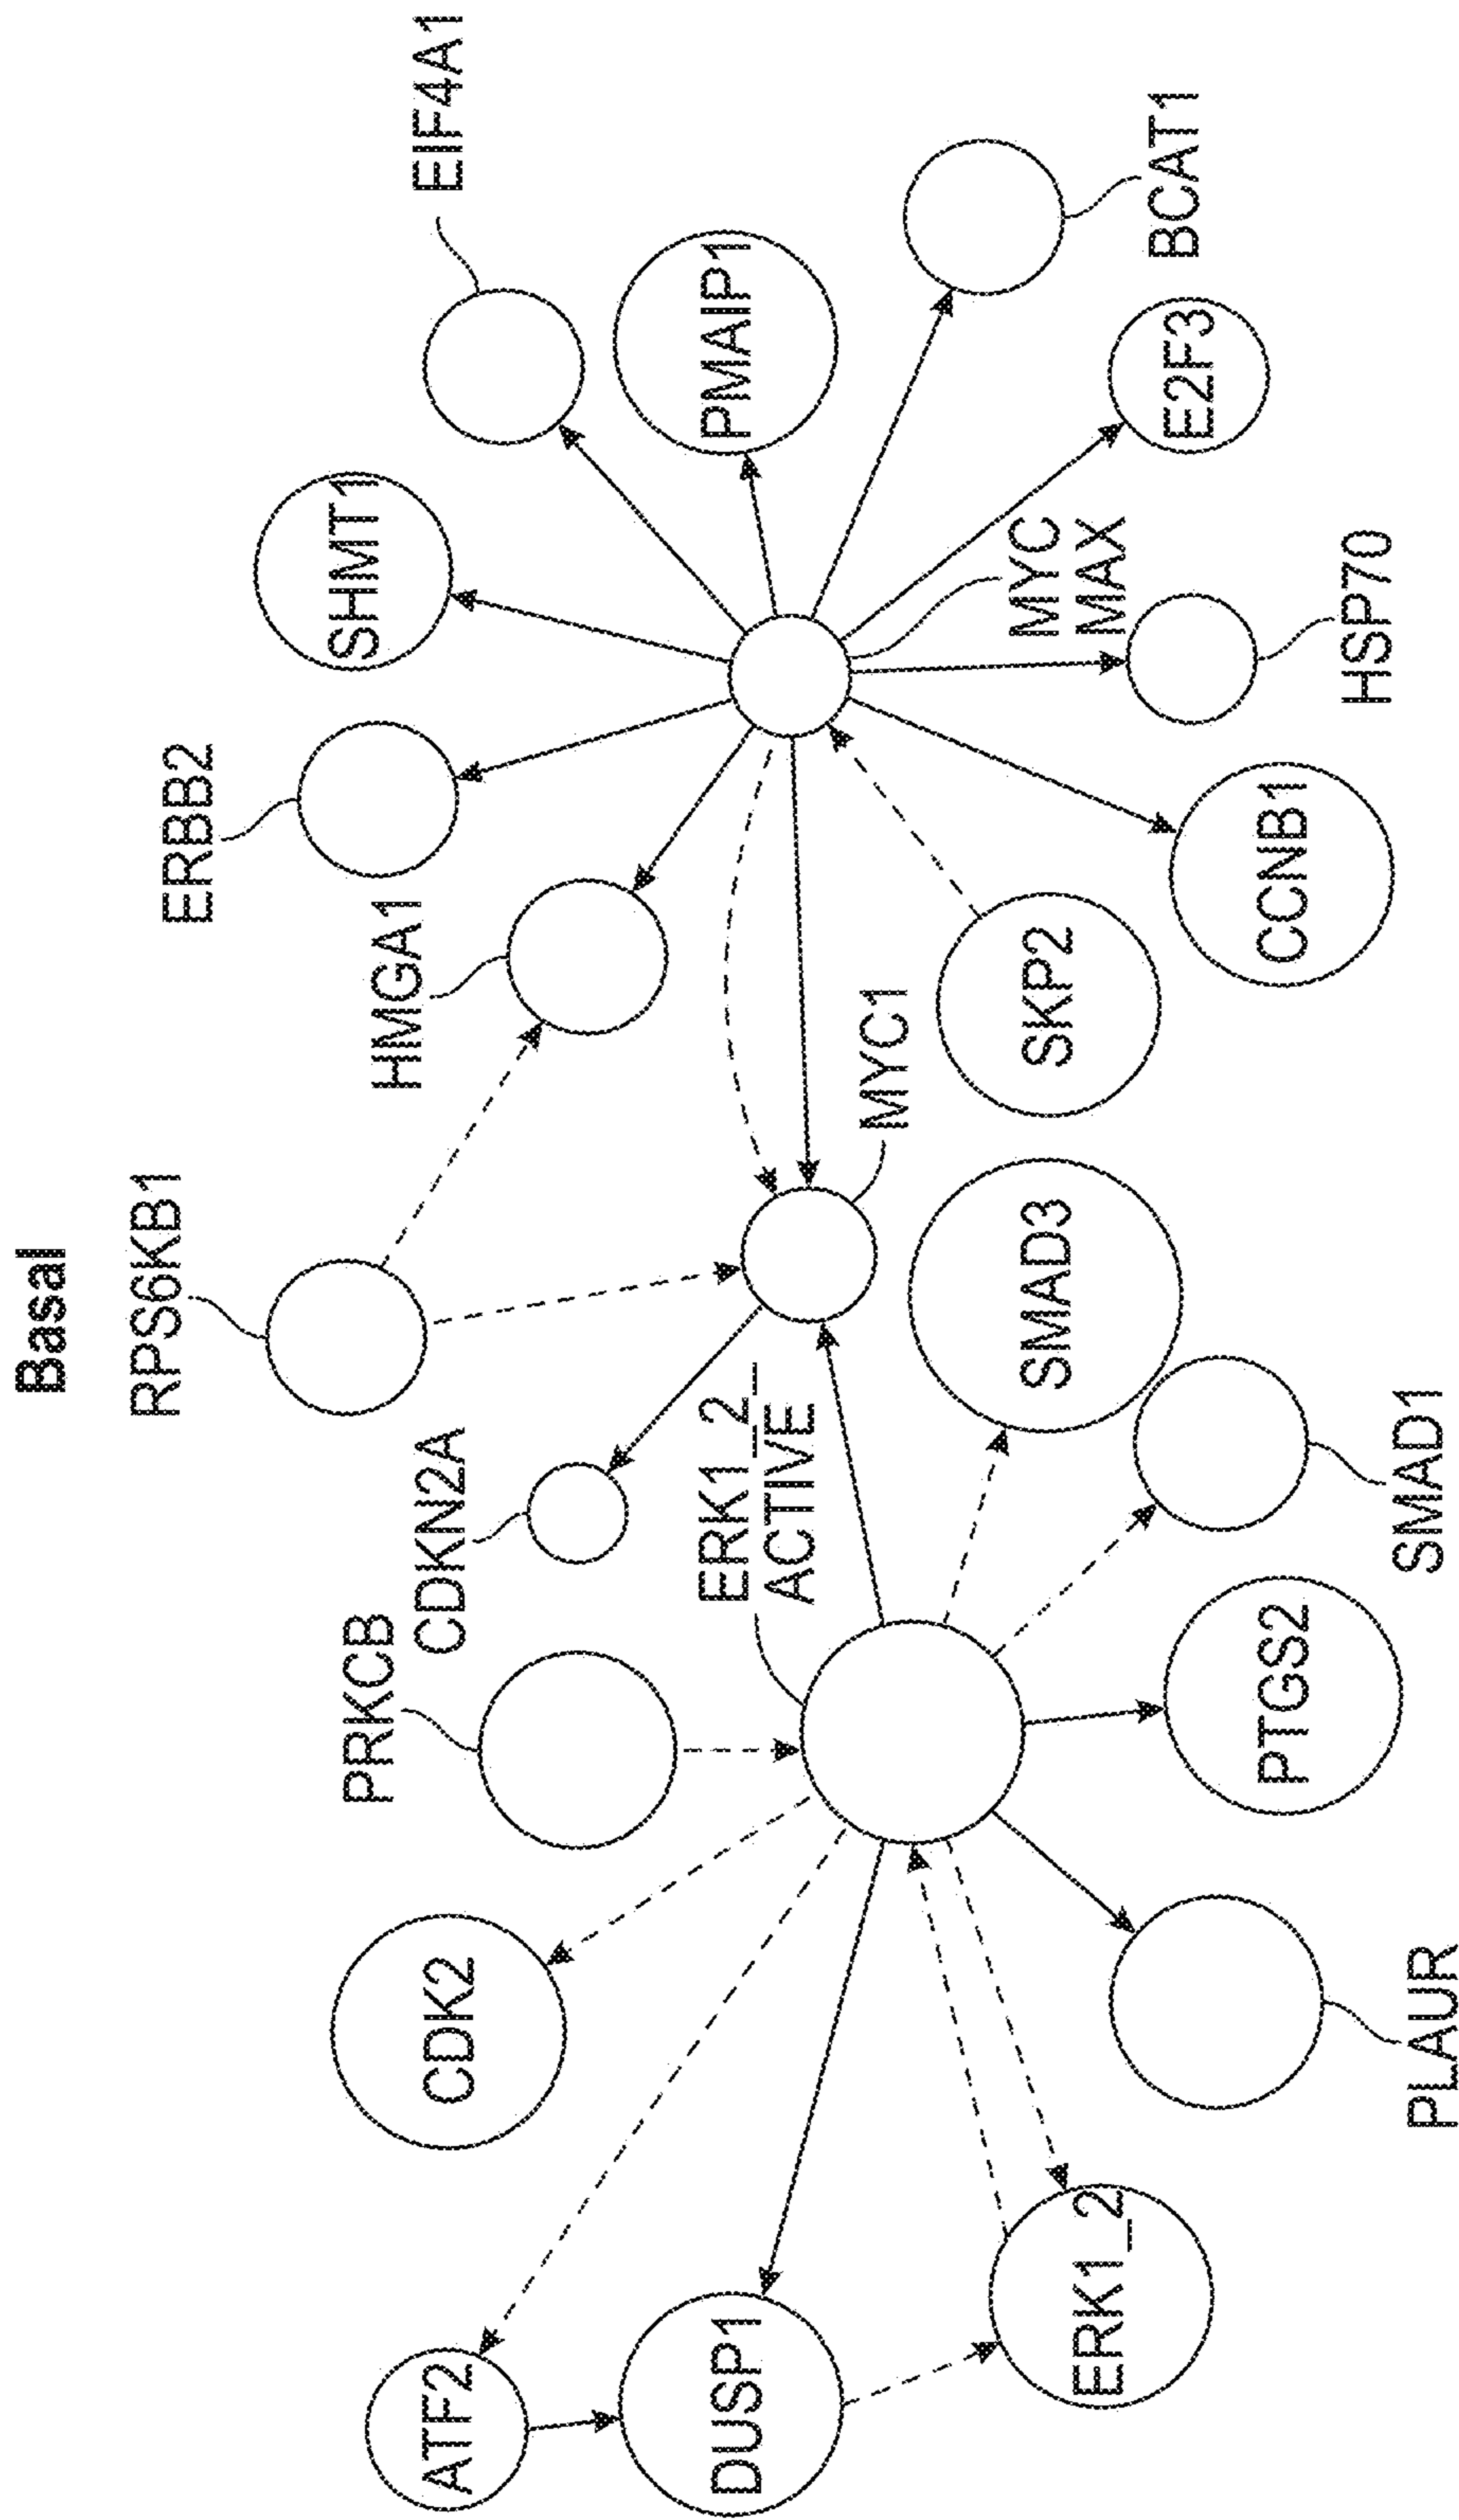 Basal
RPS6KB1
ERBB2
EIF4A1
SHMT1
HMGA1
CDKN2A
PRKCB
CDK2
ATF2
PMAIP1
ERK1_2_
ACTIVE
DUSP1
MYC1
MYC
MAX
BCAT1
E2F3
SKP2
SMAD3
ERK1_2
HSP70
CCNB1
PTGS2
SMAD1
PLAUR